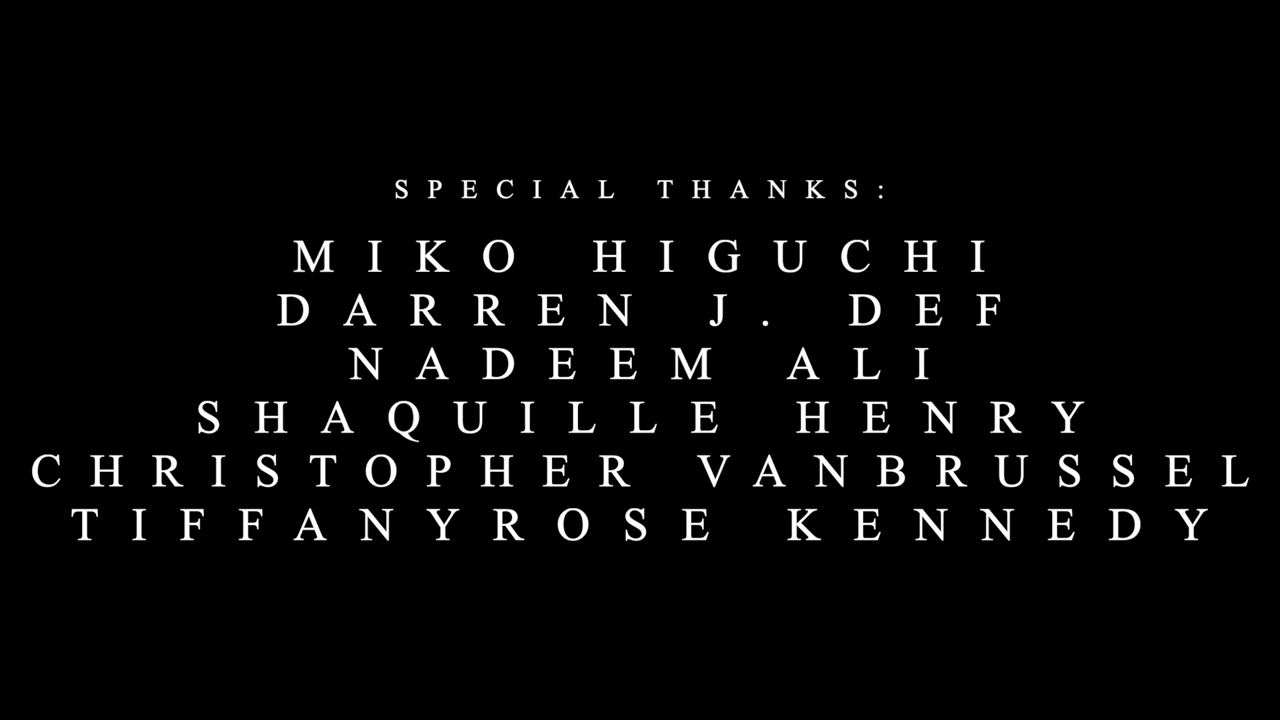 SPECIAL THANKS:
MIKO HIGUCHI
DARREN J. DEF
NADEEM ALI
SHAQUILLE HENRY
CHRISTOPHER VANBRUSSEL
TIFFANYROSE KENNEDY